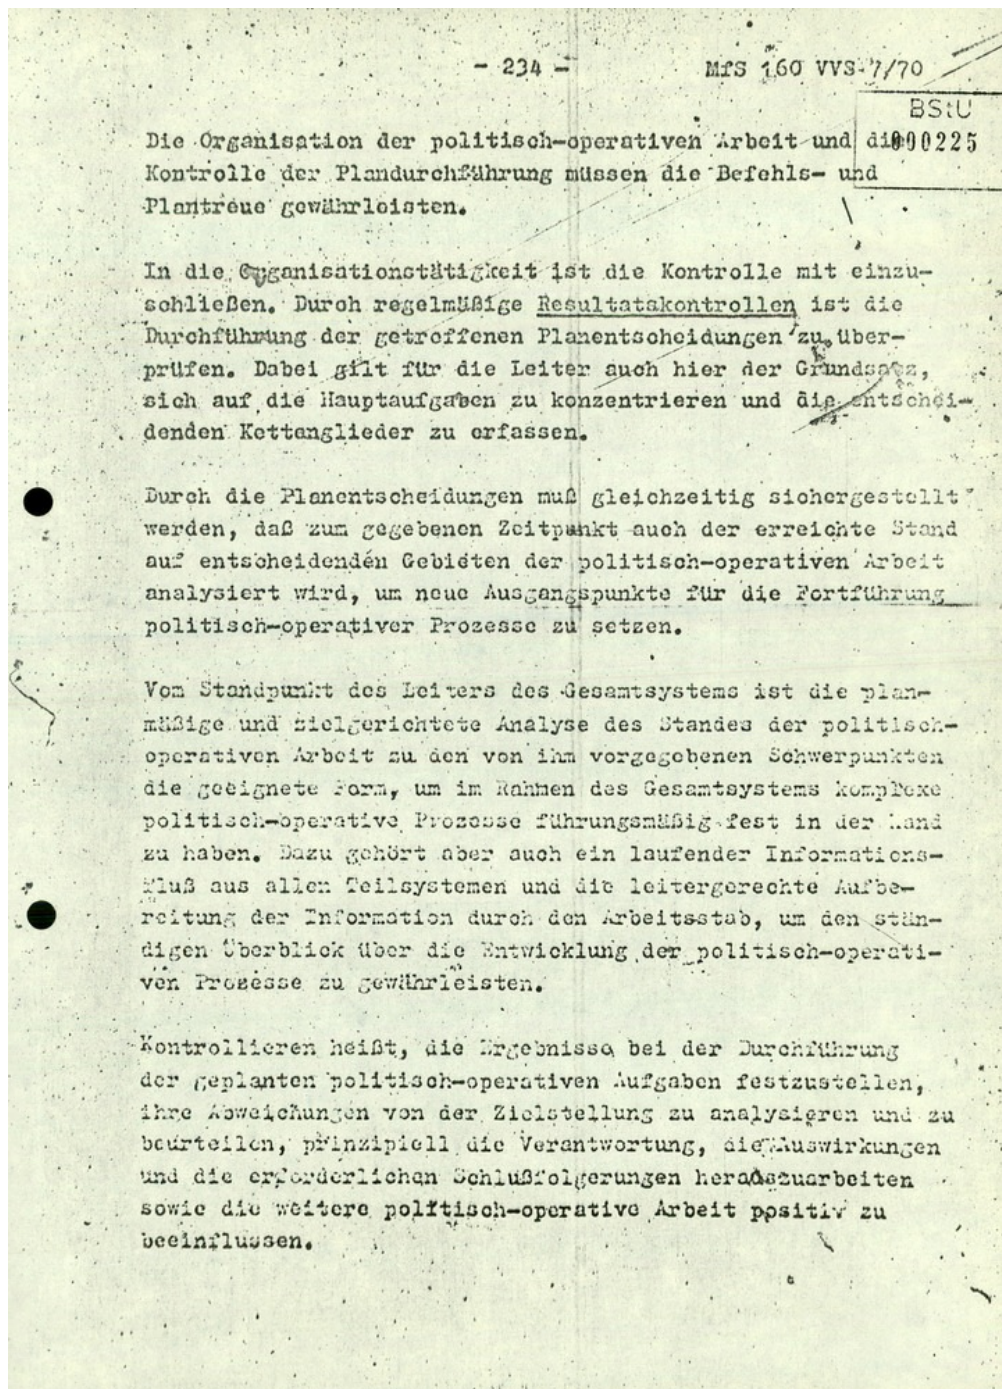 - 234 -
MfS 160 VVS-7/70
BStU
000225
Die Organisation der politisch-operativen Arbeit und die
Kontrolle der Plandurchführung müssen die Befehls- und
Plantreue gewährleisten.
In die Organisationstätigkeit ist die Kontrolle mit einzu-
schließen. Durch regelmäßige Resultatakontrollen ist die
Durchführung der getroffenen Planentscheidungen zu über-
prüfen. Dabei gilt für die Leiter auch hier der Grundsatz,
sich auf die Hauptaufgaben zu konzentrieren und die entschei-
denden Kettenglieder zu erfassen.
Durch die Planentscheidungen muß gleichzeitig sichergestellt
werden, daß zum gegebenen Zeitpunkt auch der erreichte Stand
auf entscheidenden Gebieten der politisch-operativen Arbeit
analysiert wird, um neue Ausgangspunkte für die Fortführung
politisch-operativer Prozesse zu setzen.
Vom Standpunkt des Leiters des Gesamtsystems ist die plan-
mäßige und zielgerichtete Analyse des Standes der politisch-
operativen Arbeit zu den von ihm vorgegebenen Schwerpunkten
die geeignete Form, um im Rahmen des Gesamtsystems komplexe
politisch-operative Prozesse führungsmäßig fest in der Hand
zu haben. Dazu gehört aber auch ein laufender Informations-
fluß aus allen Teilsystemen und die leitergerechte Aufbe-
reitung der Information durch den Arbeitsstab, um den stän-
digen Überblick über die Entwicklung der politisch-operati-
ven Prozesse zu gewährleisten.
Kontrollieren heißt, die Ergebnisse bei der Durchführung
der geplanten politisch-operativen Aufgaben festzustellen,
ihre Abweichungen von der Zielstellung zu analysieren und zu
beurteilen, prinzipiell die Verantwortung, die Auswirkungen
und die erforderlichen Schlußfolgerungen herauszuarbeiten
sowie die weitere politisch-operative Arbeit positiv zu
beeinflussen.